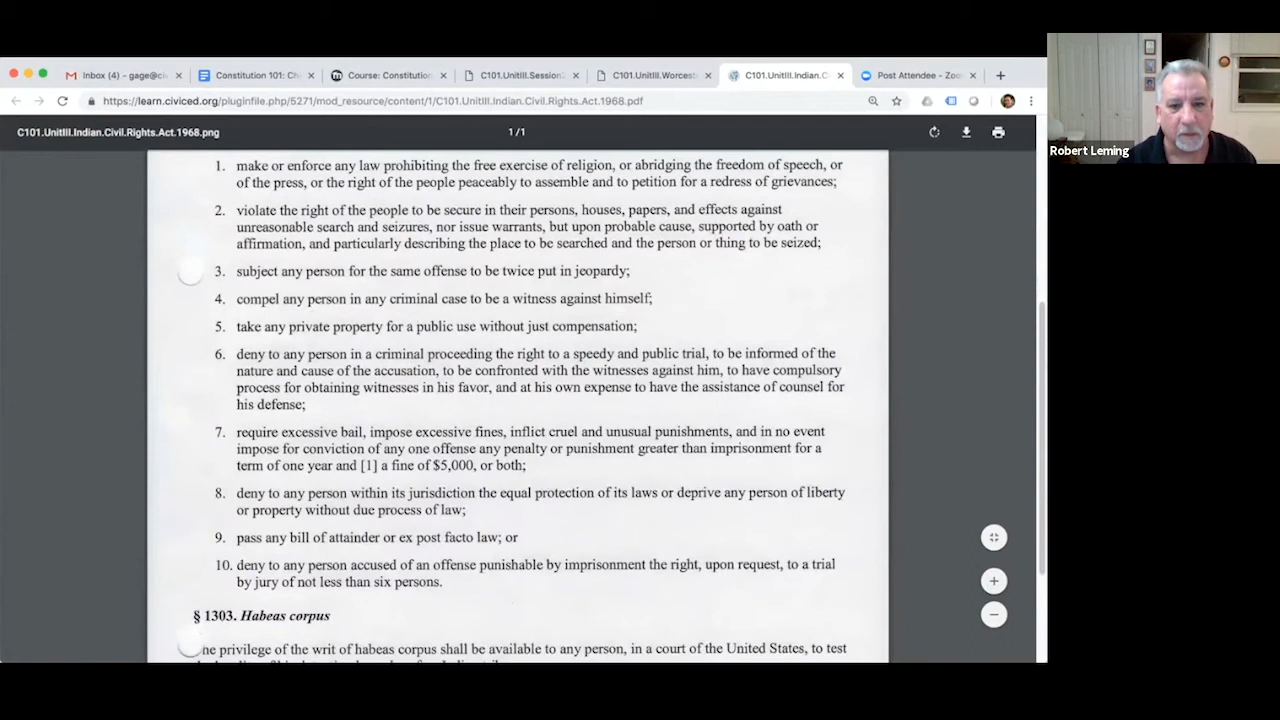 Inbox (4) - gage@ci
Constitution 101: Ch
Course: Constitution
C101.UnitIII.Session
C101.UnitIII.Worcest
C101.UnitIII.Indian.C
Post Attendee - Zoo
https://learn.civiced.org/pluginfile.php/5271/mod_resource/content/1/C101.UnitIII.Indian.Civil.Rights.Act.1968.pdf
C101.UnitIII.Indian.Civil.Rights.Act.1968.png
1/1
Robert Leming
1. make or enforce any law prohibiting the free exercise of religion, or abridging the freedom of speech, or
of the press, or the right of the people peaceably to assemble and to petition for a redress of grievances;
2. violate the right of the people to be secure in their persons, houses, papers, and effects against
unreasonable search and seizures, nor issue warrants, but upon probable cause, supported by oath or
affirmation, and particularly describing the place to be searched and the person or thing to be seized;
3. subject any person for the same offense to be twice put in jeopardy;
4. compel any person in any criminal case to be a witness against himself;
5. take any private property for a public use without just compensation;
6. deny to any person in a criminal proceeding the right to a speedy and public trial, to be informed of the
nature and cause of the accusation, to be confronted with the witnesses against him, to have compulsory
process for obtaining witnesses in his favor, and at his own expense to have the assistance of counsel for
his defense;
7. require excessive bail, impose excessive fines, inflict cruel and unusual punishments, and in no event
impose for conviction of any one offense any penalty or punishment greater than imprisonment for a
term of one year and [1] a fine of $5,000, or both;
8. deny to any person within its jurisdiction the equal protection of its laws or deprive any person of liberty
or property without due process of law;
9. pass any bill of attainder or ex post facto law; or
10. deny to any person accused of an offense punishable by imprisonment the right, upon request, to a trial
by jury of not less than six persons.
§ 1303. Habeas corpus
he privilege of the writ of habeas corpus shall be available to any person, in a court of the United States, to test